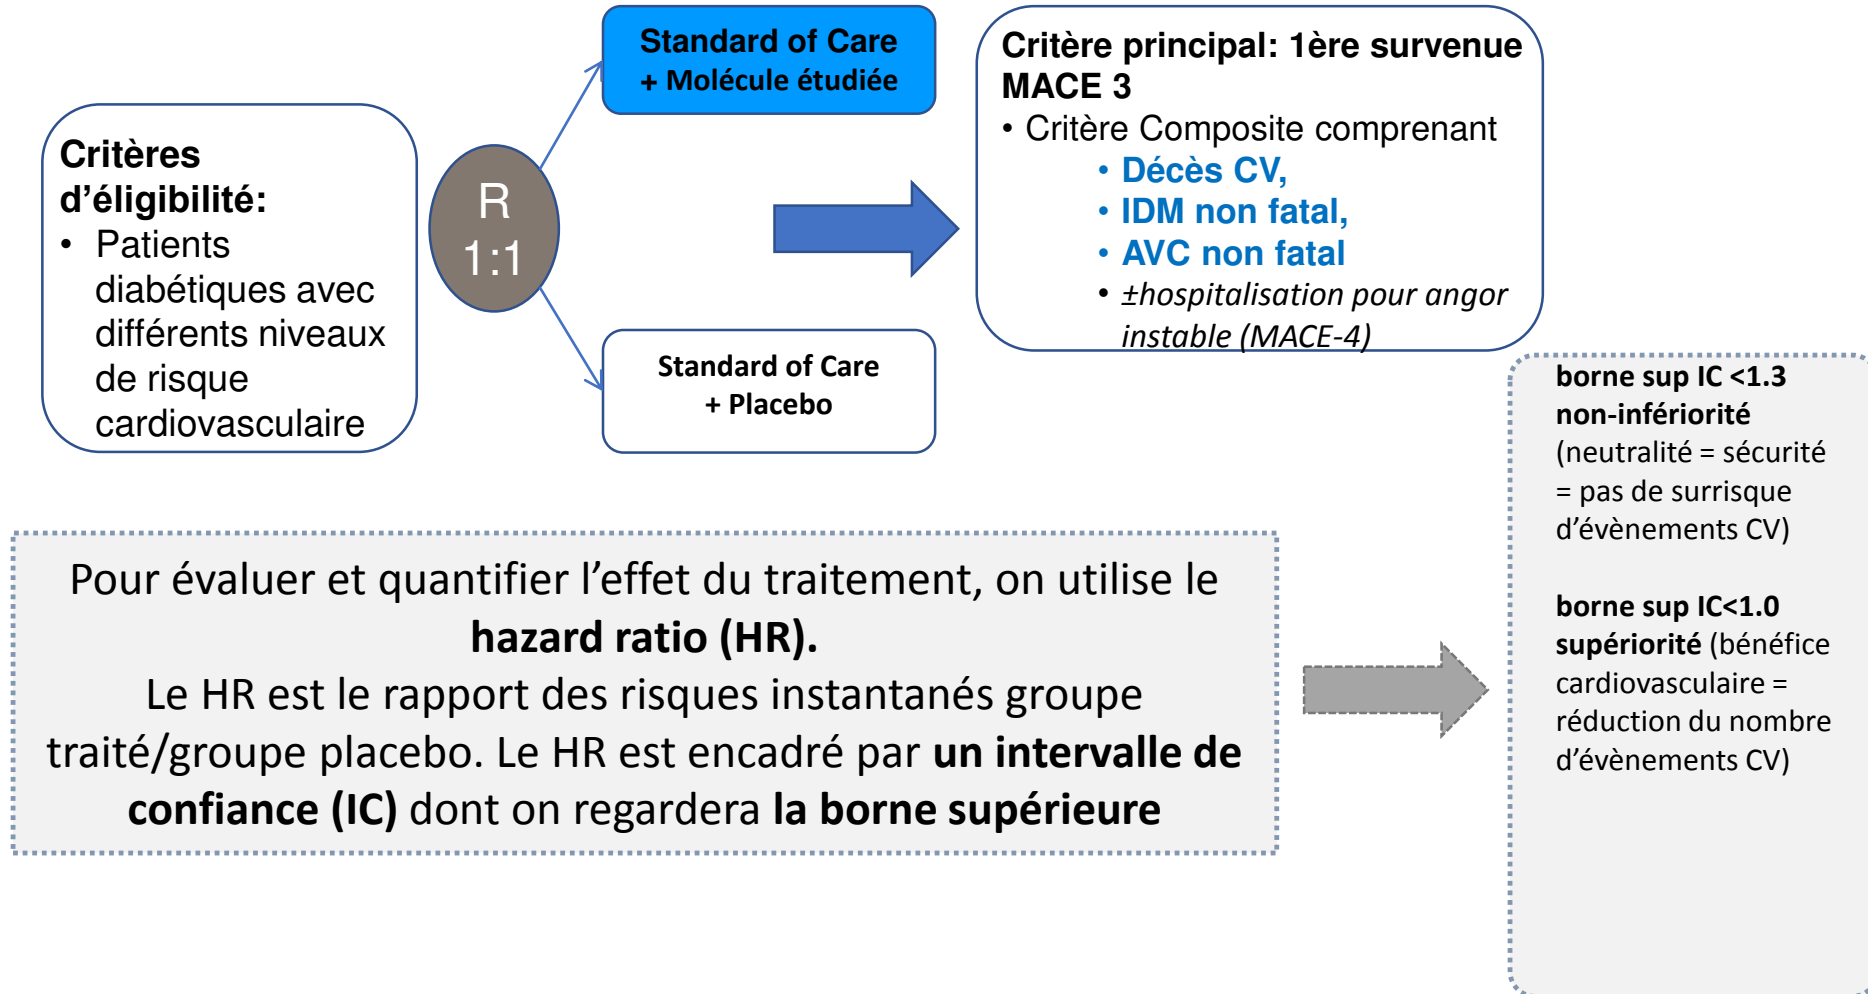 Critères
d’éligibilité:
• Patients
diabétiques avec
différents niveaux
de risque
cardiovasculaire
R
1:1
Standard of Care
+ Molécule étudiée
Standard of Care
+ Placebo
Critère principal: 1ère survenue
MACE 3
• Critère Composite comprenant
• Décès CV,
• IDM non fatal,
• AVC non fatal
• ±hospitalisation pour angor
instable (MACE-4)
Pour évaluer et quantifier l’effet du traitement, on utilise le
hazard ratio (HR).
Le HR est le rapport des risques instantanés groupe
traité/groupe placebo. Le HR est encadré par un intervalle de
confiance (IC) dont on regardera la borne supérieure
borne sup IC <1.3
non-infériorité
(neutralité = sécurité
= pas de surrisque
d’évènements CV)
borne sup IC<1.0
supériorité (bénéfice
cardiovasculaire =
réduction du nombre
d’évènements CV)